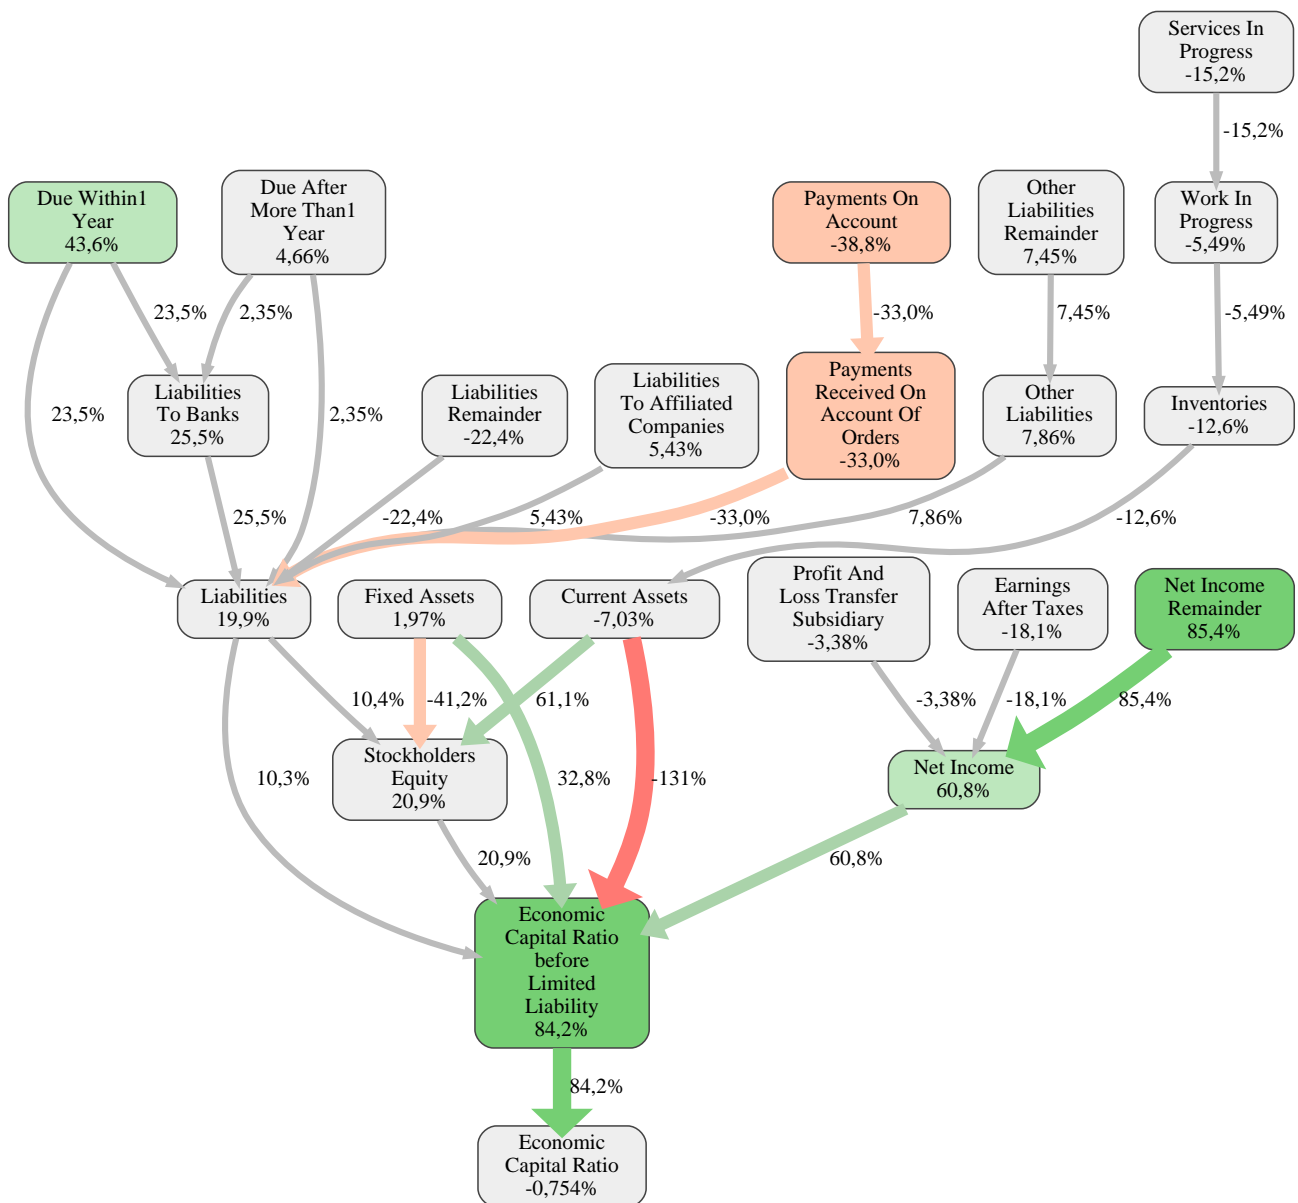 Services In
Progress
-15,2%
-15,2%
Due Within1
Year
43,6%
Due After
More Than1
Year
4,66%
Payments On
Account
-38,8%
Other
Liabilities
Remainder
7,45%
Work In
Progress
-5,49%
23,5%
2,35%
-33,0%
7,45%
-5,49%
Liabilities
To Banks
25,5%
Liabilities
Remainder
-22,4%
Liabilities
To Affiliated
Companies
5,43%
Payments
Received On
Account Of
Orders
-33,0%
Other
Liabilities
7,86%
Inventories
-12,6%
23,5%
2,35%
25,5%
-22,4%
5,43%
-33,0%
7,86%
-12,6%
Liabilities
19,9%
Fixed Assets
1,97%
Current Assets
-7,03%
Profit And
Loss Transfer
Subsidiary
-3,38%
Earnings
After Taxes
-18,1%
Net Income
Remainder
85,4%
10,4%
-41,2%
61,1%
-3,38%
-18,1%
85,4%
Stockholders
Equity
20,9%
Net Income
60,8%
10,3%
32,8%
-131%
20,9%
60,8%
Economic
Capital Ratio
before
Limited
Liability
84,2%
84,2%
Economic
Capital Ratio
-0,754%